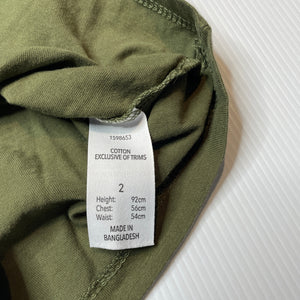 1598653
COTTON
EXCLUSIVE OF TRIMS
2
Height: 92cm
Chest: 56cm
Waist: 54cm
MADE IN
BANGLADESH